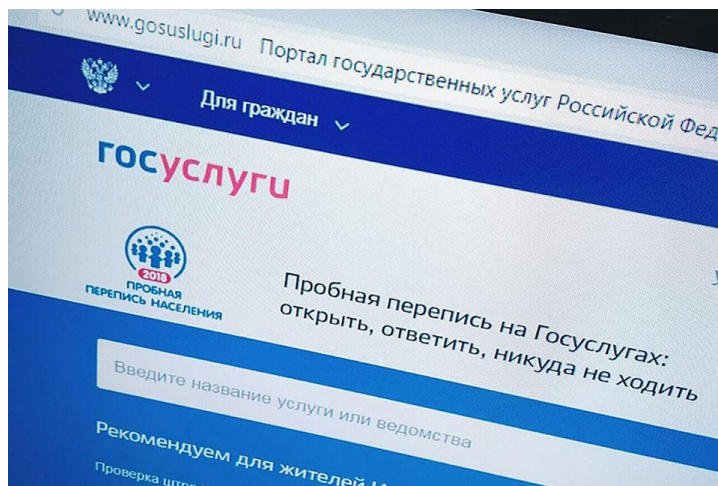 www.gosuslugi.ru Портал государственных услуг Российской Фед
Для граждан
госуслуги
2018
ПРОБНАЯ
ПЕРЕПИСЬ НАСЕЛЕНИЯ
Пробная перепись на Госуслугах:
открыть, ответить, никуда не ходить
Введите название услуги или ведомства
Рекомендуем для жителей
Проверка